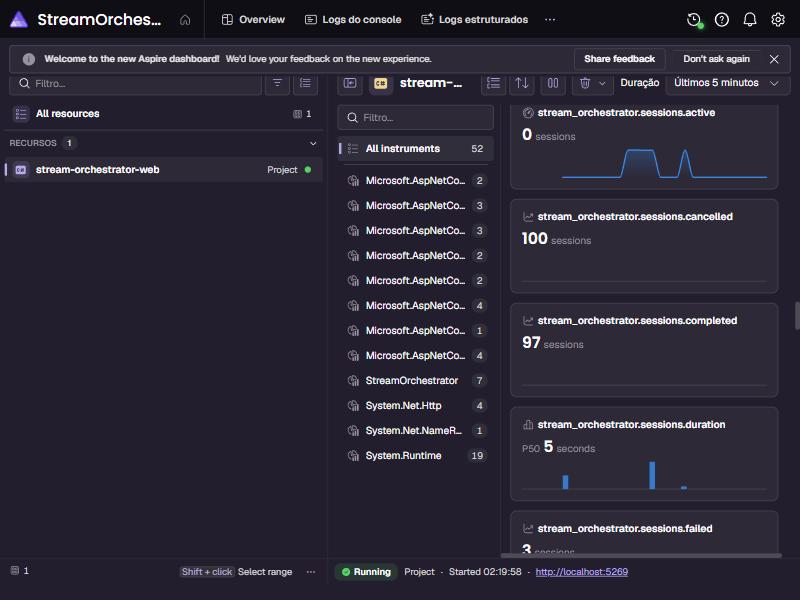 StreamOrches...
Overview
Logs do console
Logs estruturados
...
Welcome to the new Aspire dashboard! We'd love your feedback on the new experience.
Share feedback
Don't ask again
Filtro...
All resources
1
RECURSOS 1
stream-orchestrator-web
Project
stream-...
Duração
Últimos 5 minutos
Filtro...
All instruments 52
Microsoft.AspNetCo... 2
Microsoft.AspNetCo... 3
Microsoft.AspNetCo... 3
Microsoft.AspNetCo... 2
Microsoft.AspNetCo... 2
Microsoft.AspNetCo... 4
Microsoft.AspNetCo... 1
Microsoft.AspNetCo... 4
StreamOrchestrator 7
System.Net.Http 4
System.Net.NameR... 1
System.Runtime 19
stream_orchestrator.sessions.active
0 sessions
stream_orchestrator.sessions.cancelled
100 sessions
stream_orchestrator.sessions.completed
97 sessions
stream_orchestrator.sessions.duration
P50 5 seconds
stream_orchestrator.sessions.failed
3 sessions
1
Shift + click Select range ...
Running Project · Started 02:19:58 · http://localhost:5269